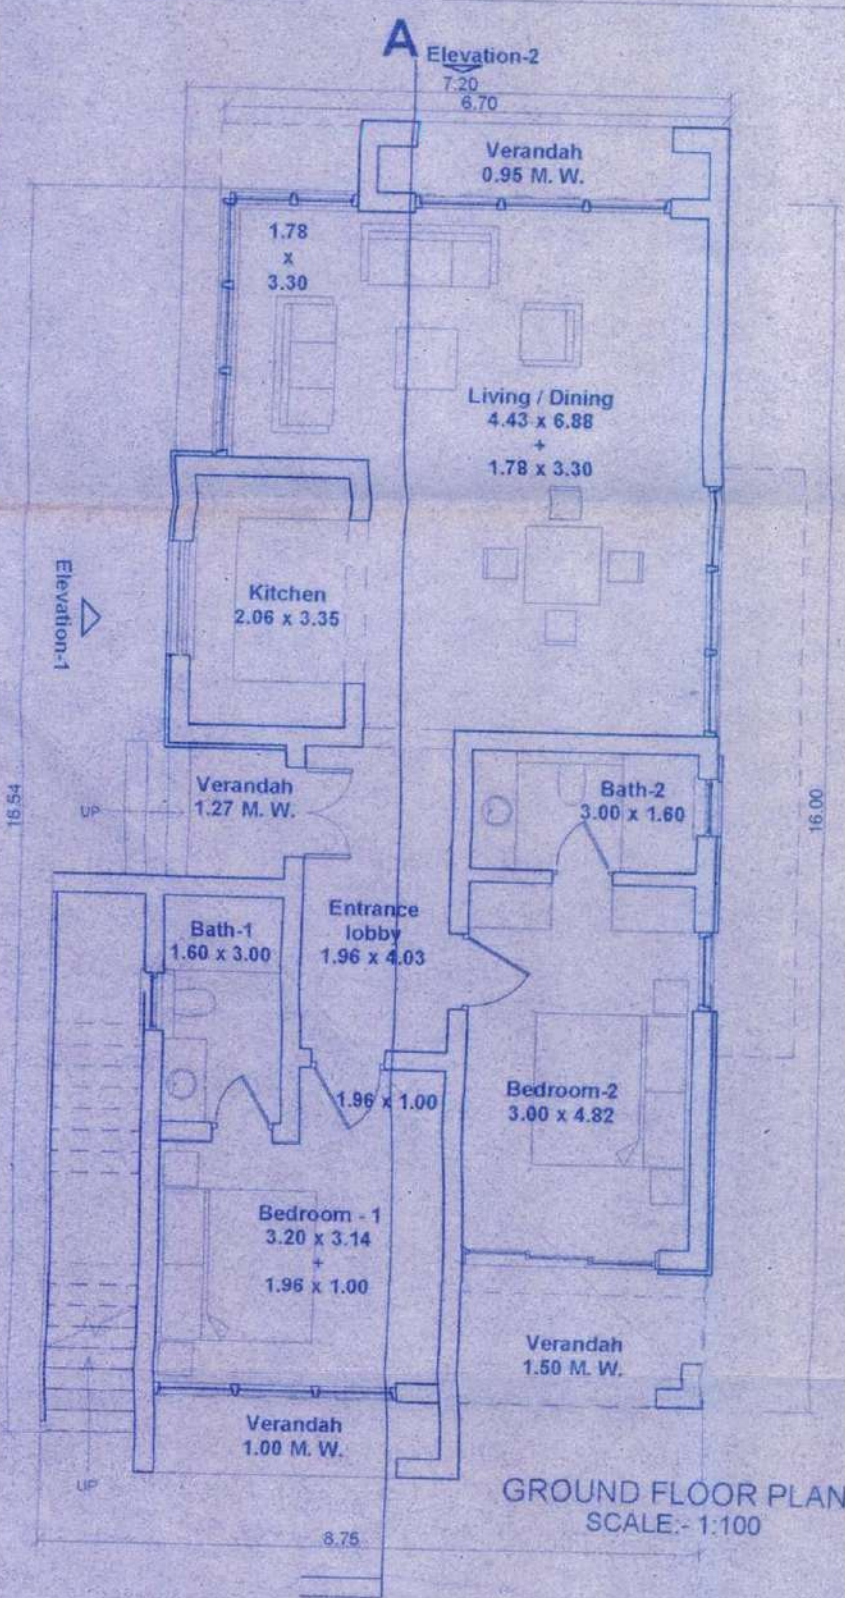 A
Elevation-2
7.20
6.70
Verandah
0.95 M. W.
1.78
x
3.30
Living / Dining
4.43 x 6.88
+
1.78 x 3.30
Elevation-1
Kitchen
2.06 x 3.35
16.54
16.00
UP
Verandah
1.27 M. W.
Bath-2
3.00 x 1.60
Bath-1
1.60 x 3.00
Entrance
lobby
1.96 x 4.03
1.96 x 1.00
Bedroom-2
3.00 x 4.82
Bedroom - 1
3.20 x 3.14
+
1.96 x 1.00
Verandah
1.50 M. W.
Verandah
1.00 M. W.
UP
GROUND FLOOR PLAN
SCALE:- 1:100
8.75